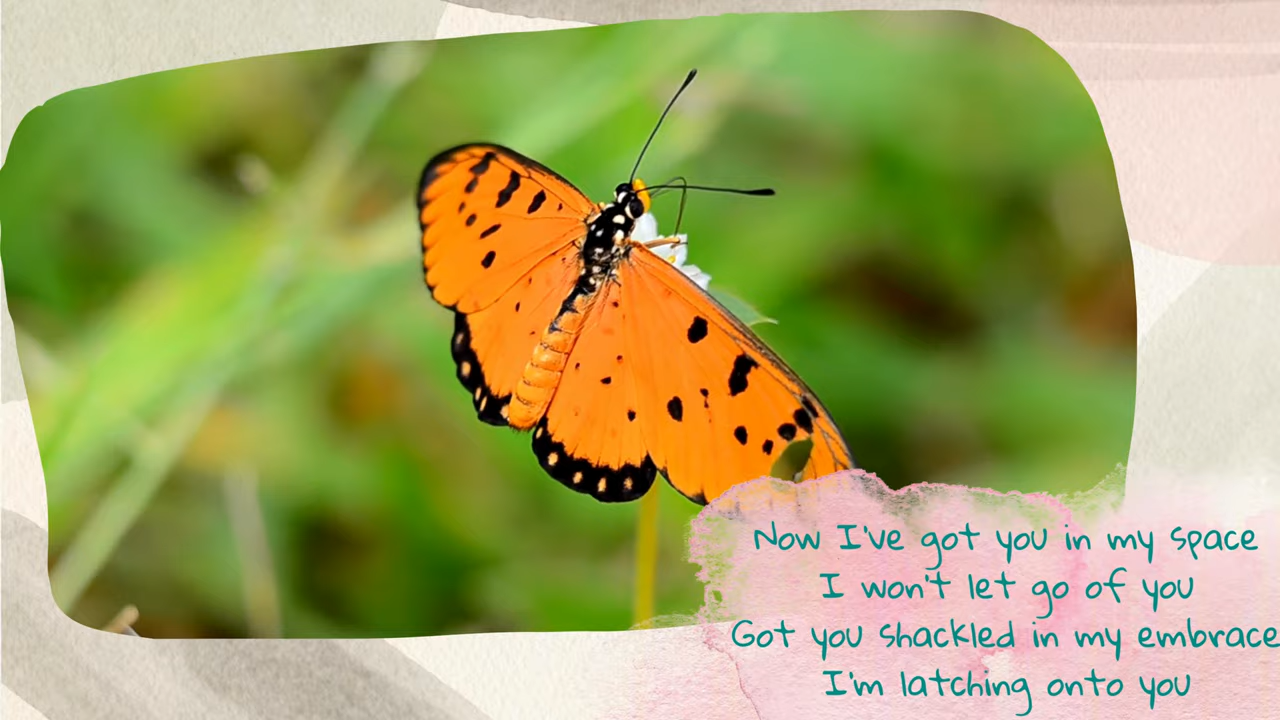 Now I've got you in my space
I won't let go of you
Got you shackled in my embrace
I'm latching onto you